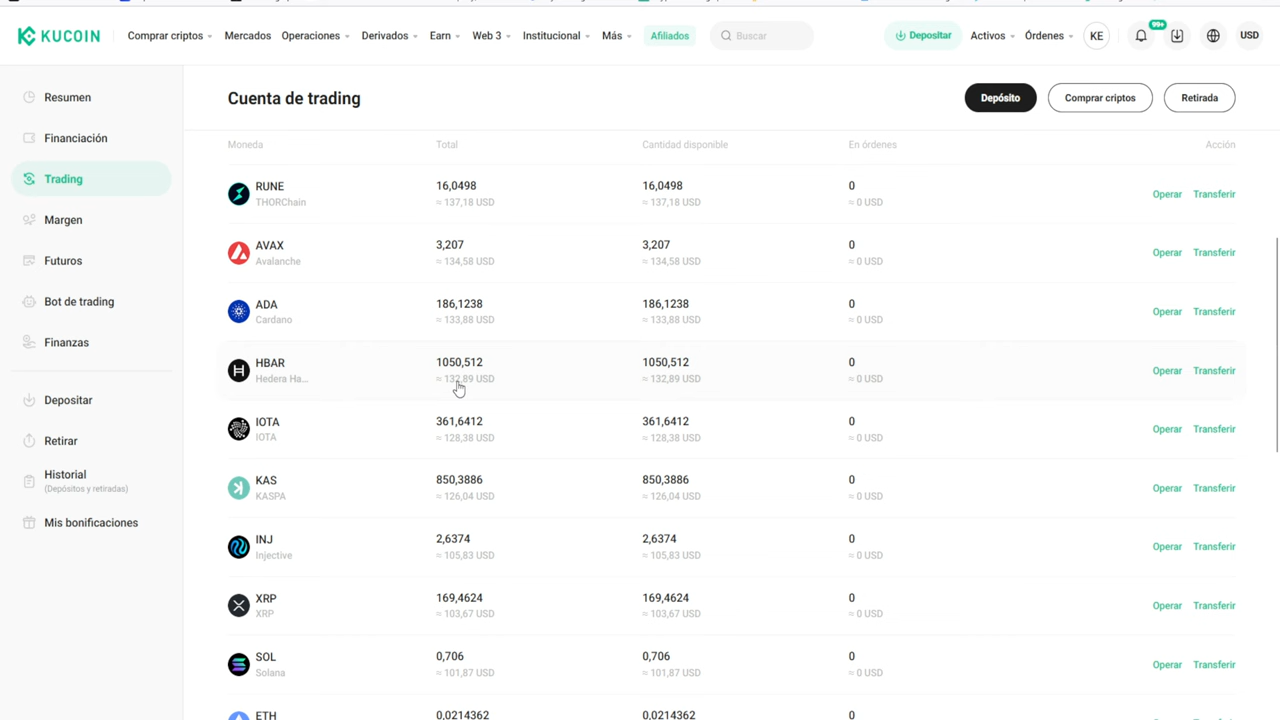 KUCOIN
Comprar criptos Mercados Operaciones Derivados Earn Web 3 Institucional Más Afiliados Buscar Depositar Activos Órdenes KE 99+ USD
Resumen
Financiación
Trading
Margen
Futuros
Bot de trading
Finanzas
Depositar
Retirar
Historial
(Depósitos y retiradas)
Mis bonificaciones
Cuenta de trading
Depósito Comprar criptos Retirada
Moneda Total Cantidad disponible En órdenes Acción
RUNE 16,0498 16,0498 0
THORChain ≈ 137,18 USD ≈ 137,18 USD ≈ 0 USD
Operar Transferir
AVAX 3,207 3,207 0
Avalanche ≈ 134,58 USD ≈ 134,58 USD ≈ 0 USD
Operar Transferir
ADA 186,1238 186,1238 0
Cardano ≈ 133,88 USD ≈ 133,88 USD ≈ 0 USD
Operar Transferir
HBAR 1050,512 1050,512 0
Hedera Ha... ≈ 132,89 USD ≈ 132,89 USD ≈ 0 USD
Operar Transferir
IOTA 361,6412 361,6412 0
IOTA ≈ 128,38 USD ≈ 128,38 USD ≈ 0 USD
Operar Transferir
KAS 850,3886 850,3886 0
KASPA ≈ 126,04 USD ≈ 126,04 USD ≈ 0 USD
Operar Transferir
INJ 2,6374 2,6374 0
Injective ≈ 105,83 USD ≈ 105,83 USD ≈ 0 USD
Operar Transferir
XRP 169,4624 169,4624 0
XRP ≈ 103,67 USD ≈ 103,67 USD ≈ 0 USD
Operar Transferir
SOL 0,706 0,706 0
Solana ≈ 101,87 USD ≈ 101,87 USD ≈ 0 USD
Operar Transferir
ETH 0,0214362 0,0214362 0